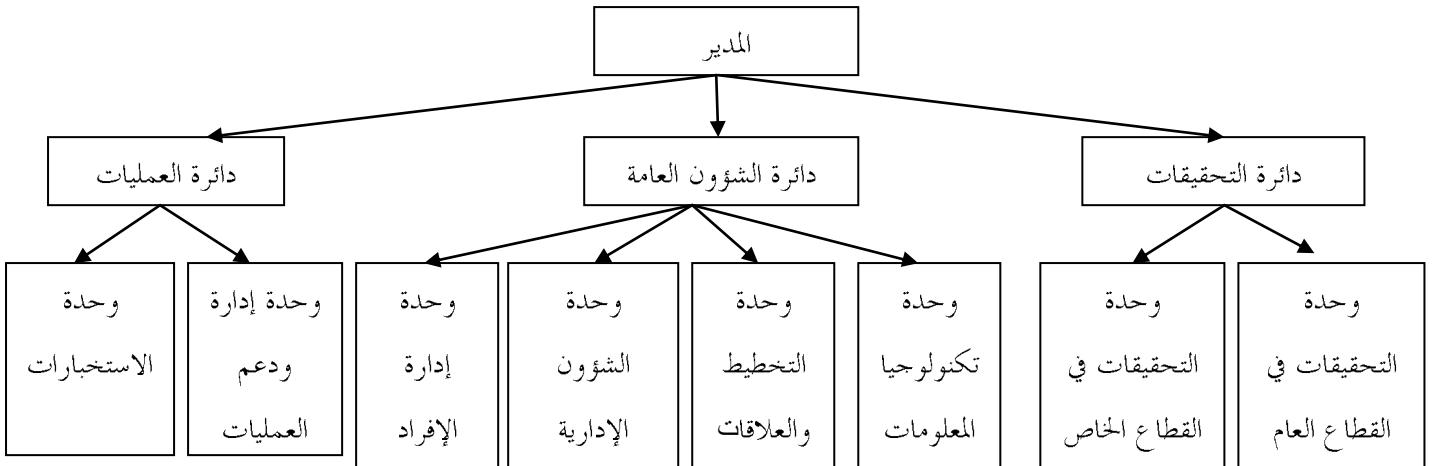 المدير
دائرة التحقيقات
دائرة الشؤون العامة
دائرة العمليات
وحدة
التحقيقات في
القطاع العام
وحدة
التحقيقات في
القطاع الخاص
وحدة
تكنولوجيا
المعلومات
وحدة
التخطيط
والعلاقات
وحدة
الشؤون
الإدارية
وحدة
إدارة
الإفراد
وحدة إدارة
ودعم
العمليات
وحدة
الاستخبارات